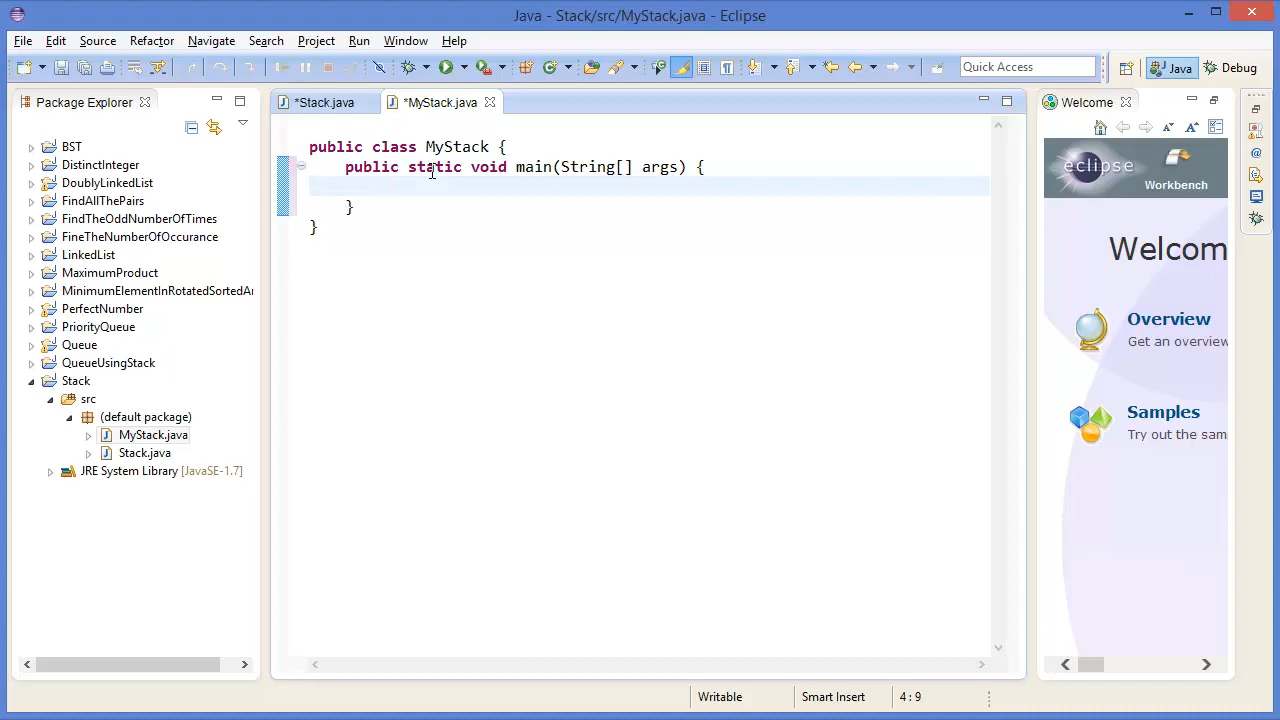 Java - Stack/src/MyStack.java - Eclipse
File Edit Source Refactor Navigate Search Project Run Window Help
Quick Access
Java
Debug
Package Explorer
*Stack.java
*MyStack.java
Welcome
BST
DistinctInteger
DoublyLinkedList
FindAllThePairs
FindTheOddNumberOfTimes
FineTheNumberOfOccurance
LinkedList
MaximumProduct
MinimumElementInRotatedSortedAr
PerfectNumber
PriorityQueue
Queue
QueueUsingStack
Stack
src
(default package)
MyStack.java
Stack.java
JRE System Library [JavaSE-1.7]
public class MyStack {
public static void main(String[] args) {
}
}
eclipse
Workbench
Welcom
Overview
Get an overview
Samples
Try out the sam
Writable
Smart Insert
4 : 9